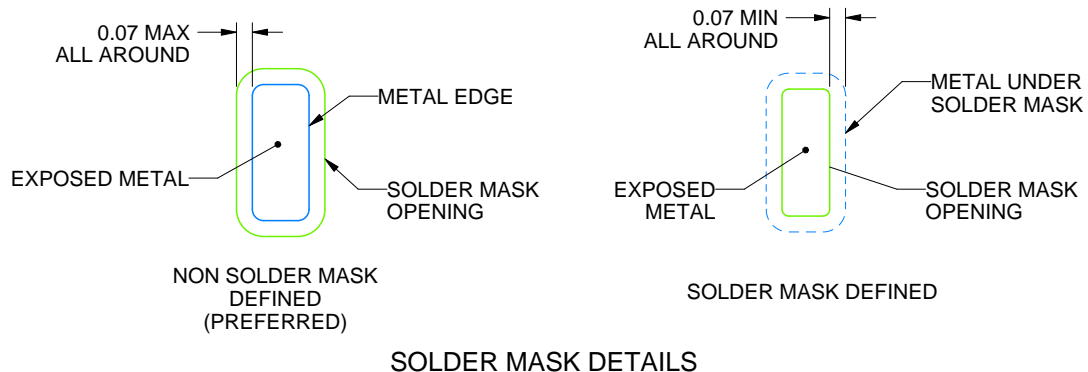 0.07 MAX
ALL AROUND
METAL EDGE
EXPOSED METAL
SOLDER MASK
OPENING
NON SOLDER MASK
DEFINED
(PREFERRED)
0.07 MIN
ALL AROUND
METAL UNDER
SOLDER MASK
EXPOSED
METAL
SOLDER MASK
OPENING
SOLDER MASK DEFINED
SOLDER MASK DETAILS